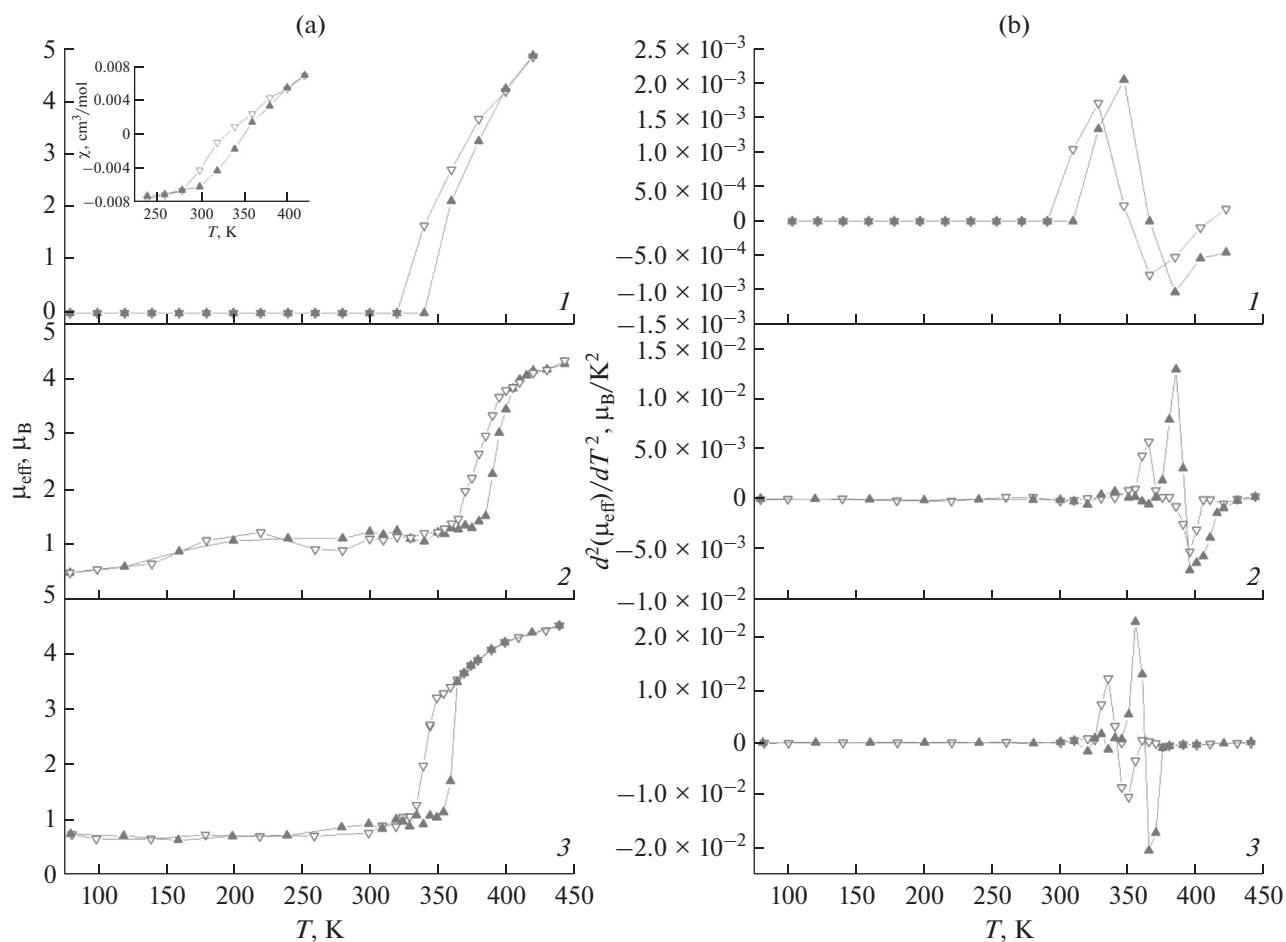 (a)
5
4
3
2
1
0
0.008
0.004
0
−0.004
−0.008
χ, cm³/mol
250 300 350 400
T, K
1
5
4
3
2
1
5
2
4
3
2
1
0
3
μeff, μB
100 150 200 250 300 350 400 450
T, K
(b)
2.5 × 10⁻³
2.0 × 10⁻³
1.5 × 10⁻³
1.0 × 10⁻³
5.0 × 10⁻⁴
0
−5.0 × 10⁻⁴
−1.0 × 10⁻³
−1.5 × 10⁻³
1
1.5 × 10⁻²
1.0 × 10⁻²
5.0 × 10⁻³
0
−5.0 × 10⁻³
−1.0 × 10⁻²
2
2.0 × 10⁻²
1.0 × 10⁻²
0
−1.0 × 10⁻²
−2.0 × 10⁻²
3
d²(μeff)/dT², μB/K²
100 150 200 250 300 350 400 450
T, K